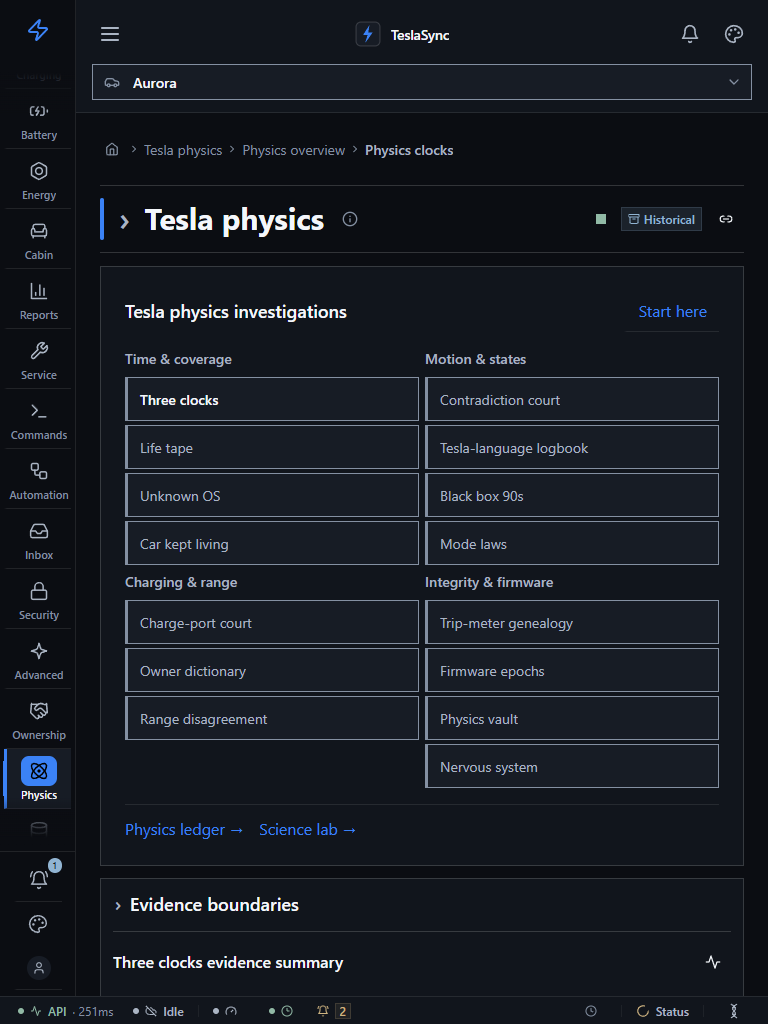 TeslaSync
Aurora
Charging
Battery
Energy
Cabin
Reports
Service
Commands
Automation
Inbox
Security
Advanced
Ownership
Physics
1
Tesla physics › Physics overview › Physics clocks
› Tesla physics
Historical
Tesla physics investigations
Start here
Time & coverage
Three clocks
Life tape
Unknown OS
Car kept living
Motion & states
Contradiction court
Tesla-language logbook
Black box 90s
Mode laws
Charging & range
Charge-port court
Owner dictionary
Range disagreement
Integrity & firmware
Trip-meter genealogy
Firmware epochs
Physics vault
Nervous system
Physics ledger → Science lab →
› Evidence boundaries
Three clocks evidence summary
API · 251ms Idle 2 Status